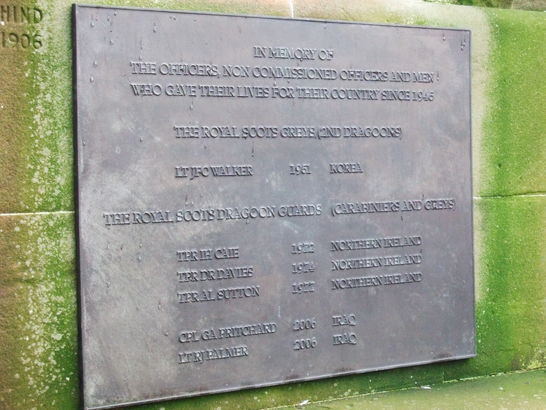 HIND
1906
IN MEMORY OF
THE OFFICERS, NON COMMISSIONED OFFICERS AND MEN
WHO GAVE THEIR LIVES FOR THEIR COUNTRY SINCE 1946
THE ROYAL SCOTS GREYS (2ND DRAGOONS)
LT JFC WALKER 1951 KOREA
THE ROYAL SCOTS DRAGOON GUARDS (CARABINIERS AND GREYS)
TPR IH CAIE 1972 NORTHERN IRELAND
TPR DR DAVIES 1974 NORTHERN IRELAND
TPR AL SUTTON 1977 NORTHERN IRELAND
CPL GA PRITCHARD 2006 IRAQ
LT RJ PALMER 2006 IRAQ